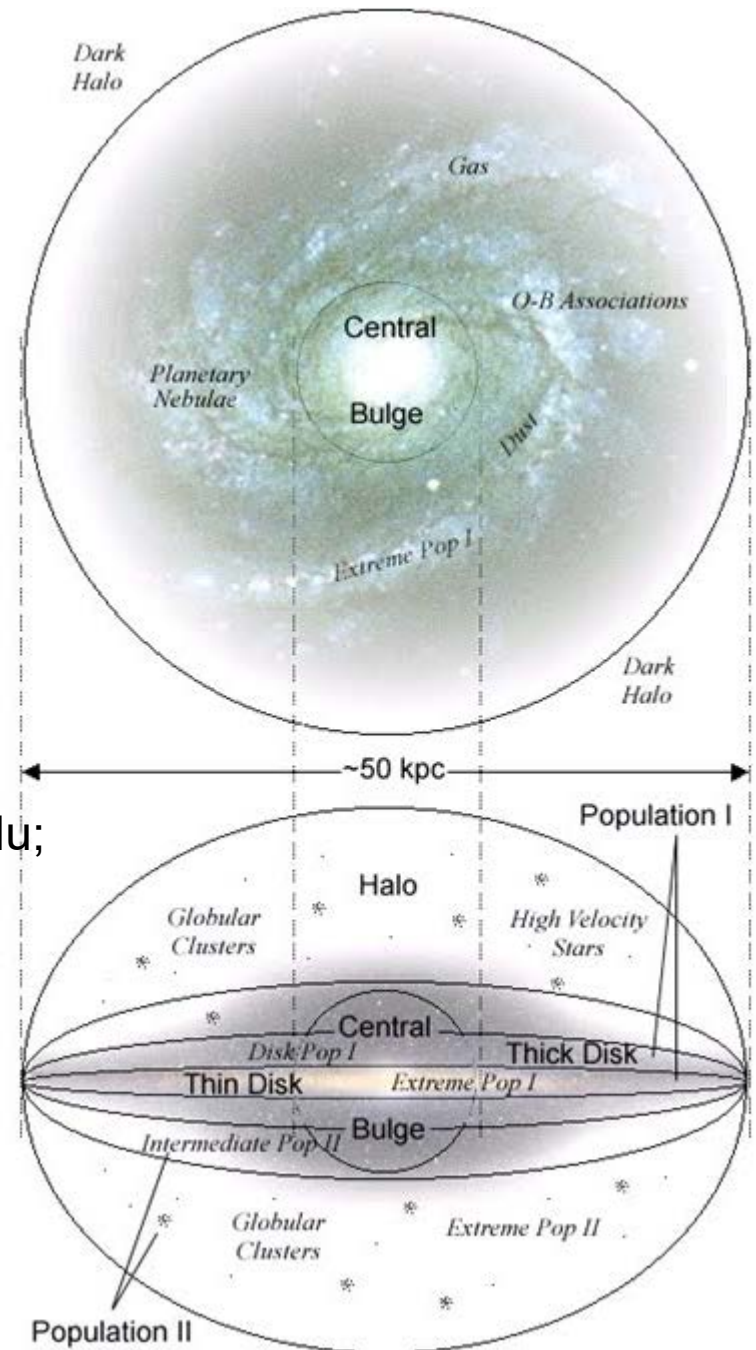 Dark
Halo
Gas
O-B Associations
Central
Planetary
Nebulae
Bulge
Dust
Extreme Pop I
Dark
Halo
~50 kpc
Population I
Halo
Globular
Clusters
High Velocity
Stars
Central
Disk Pop I
Thick Disk
Thin Disk
Extreme Pop I
Bulge
Intermediate Pop II
Globular
Clusters
Extreme Pop II
Population II